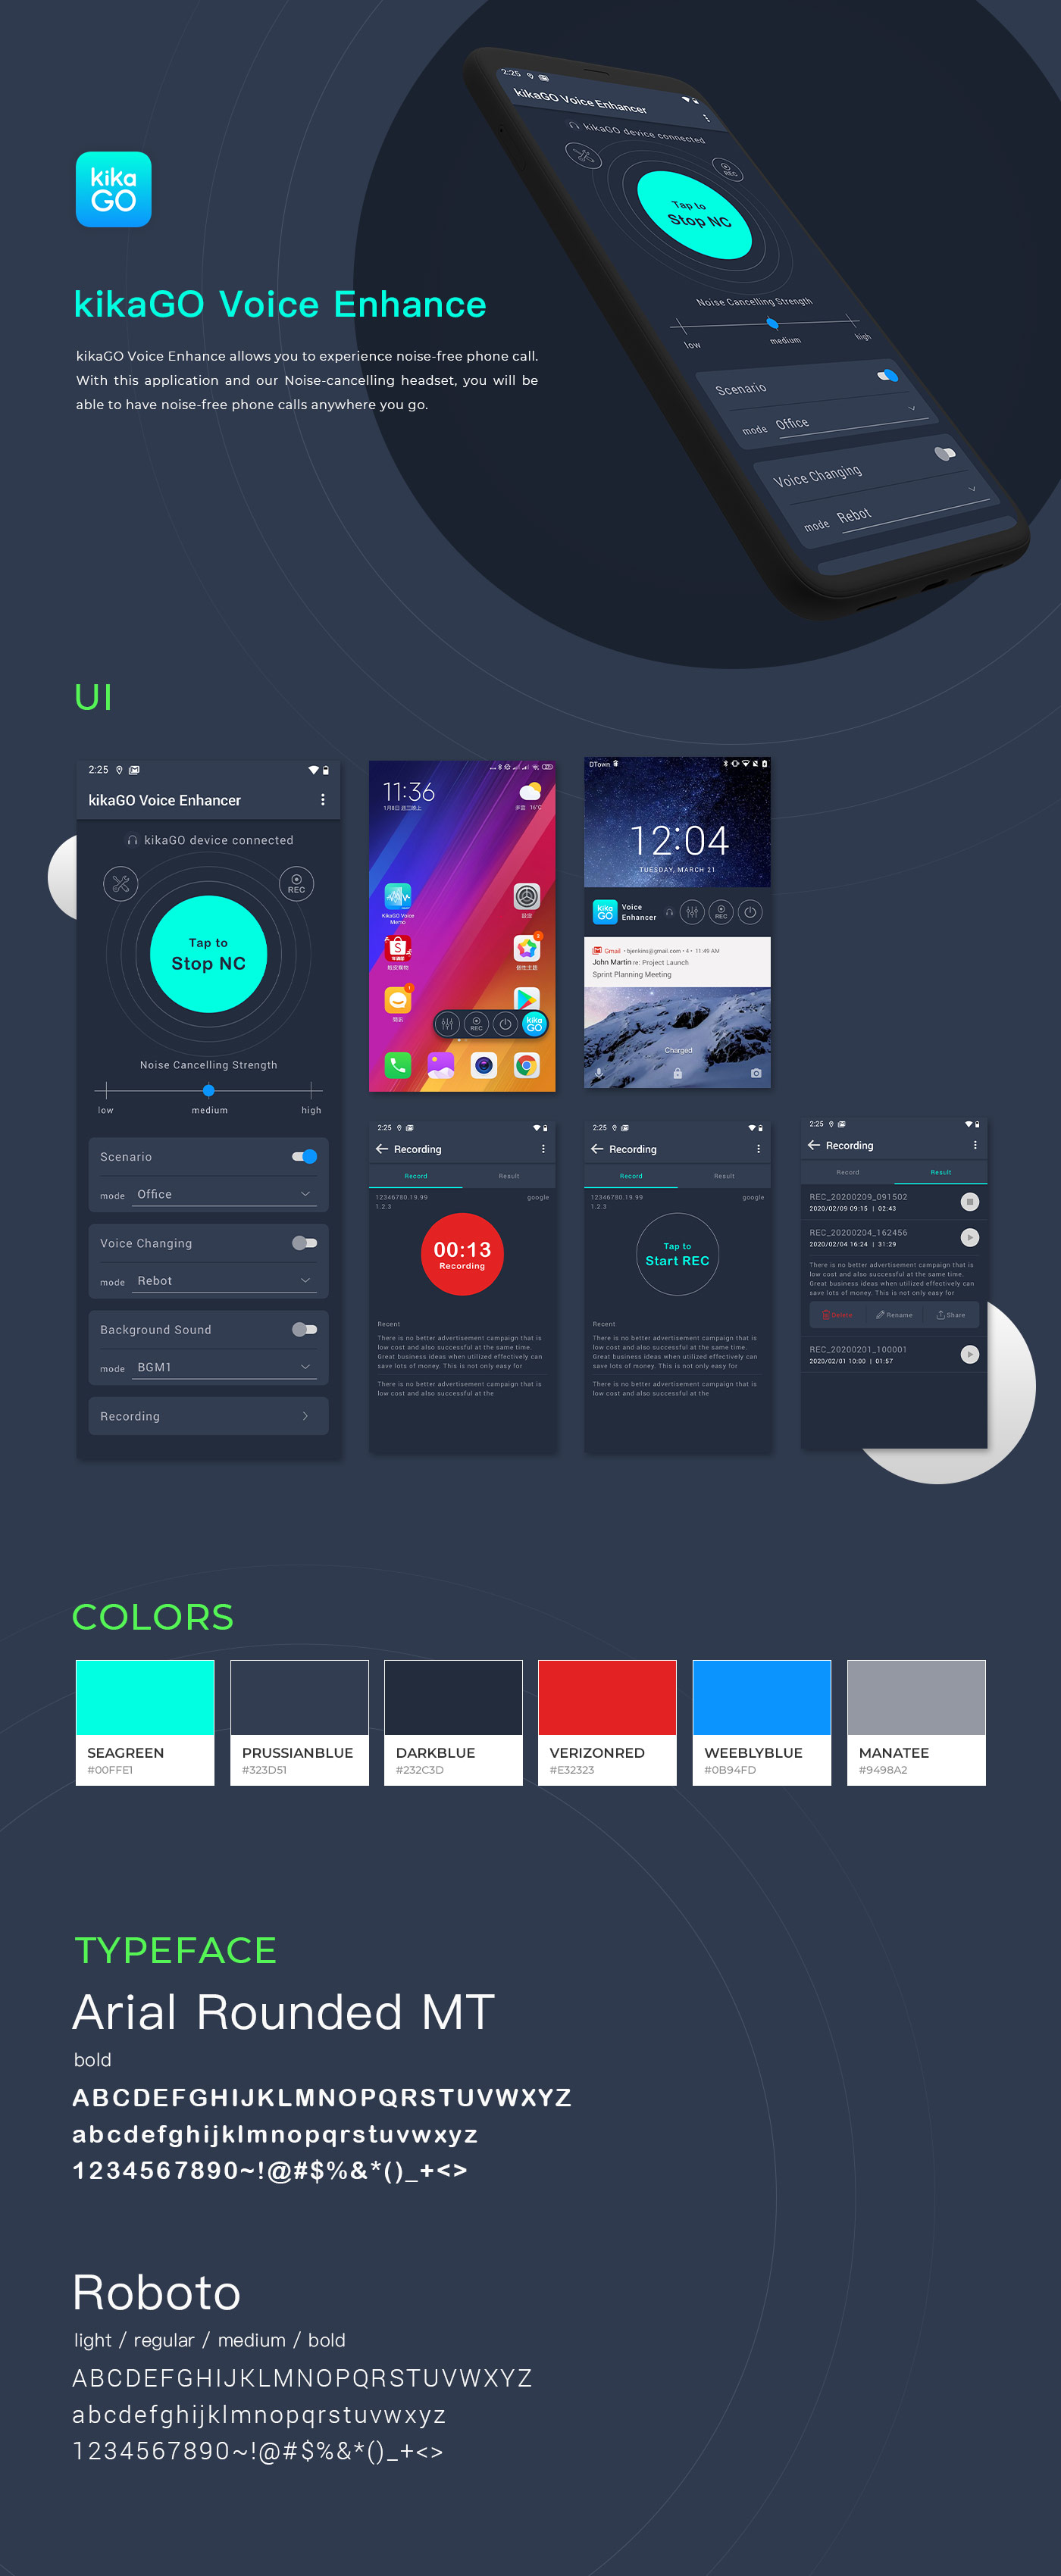 2:25
kikaGO Voice Enhancer
kikaGO device connected
REC
Tap to
Stop NC
Noise Cancelling Strength
low medium high
Scenario
mode Office
Voice Changing
mode Rebot
kika
GO
kikaGO Voice Enhance
kikaGO Voice Enhance allows you to experience noise-free phone call.
With this application and our Noise-cancelling headset, you will be
able to have noise-free phone calls anywhere you go.
UI
2:25
kikaGO Voice Enhancer
kikaGO device connected
REC
Tap to
Stop NC
Noise Cancelling Strength
low medium high
Scenario
mode Office
Voice Changing
mode Rebot
Background Sound
mode BGM1
Recording
11:36
16°C
KikaGO Voice
Memo
設定
個性主題
簡訊
REC
kika
GO
DTown
12:04
TUESDAY, MARCH 21
kika
GO
Voice
Enhancer
REC
Gmail • bjenkins@gmail.com • 4 • 11:49 AM
John Martin re: Project Launch
Sprint Planning Meeting
Charged
2:25
Recording
Record Result
12346780.19.99 google
1.2.3
00:13
Recording
Recent
There is no better advertisement campaign that is
low cost and also successful at the same time.
Great business ideas when utilized effectively can
save lots of money. This is not only easy for
There is no better advertisement campaign that is
low cost and also successful at the
2:25
Recording
Record Result
12346780.19.99 google
1.2.3
Tap to
Start REC
Recent
There is no better advertisement campaign that is
low cost and also successful at the same time.
Great business ideas when utilized effectively can
save lots of money. This is not only easy for
There is no better advertisement campaign that is
low cost and also successful at the
2:25
Recording
Record Result
REC_20200209_091502
2020/02/09 09:15 | 02:43
REC_20200204_162456
2020/02/04 16:24 | 31:29
There is no better advertisement campaign that is
low cost and also successful at the same time.
Great business ideas when utilized effectively can
save lots of money. This is not only easy for
Delete Rename Share
REC_20200201_100001
2020/02/01 10:00 | 01:57
COLORS
SEAGREEN
#00FFE1
PRUSSIANBLUE
#323D51
DARKBLUE
#232C3D
VERIZONRED
#E32323
WEEBLYBLUE
#0B94FD
MANATEE
#9498A2
TYPEFACE
Arial Rounded MT
bold
ABCDEFGHIJKLMNOPQRSTUVWXYZ
abcdefghijklmnopqrstuvwxyz
1234567890~!@#$%&*()_+<>
Roboto
light / regular / medium / bold
ABCDEFGHIJKLMNOPQRSTUVWXYZ
abcdefghijklmnopqrstuvwxyz
1234567890~!@#$%&*()_+<>